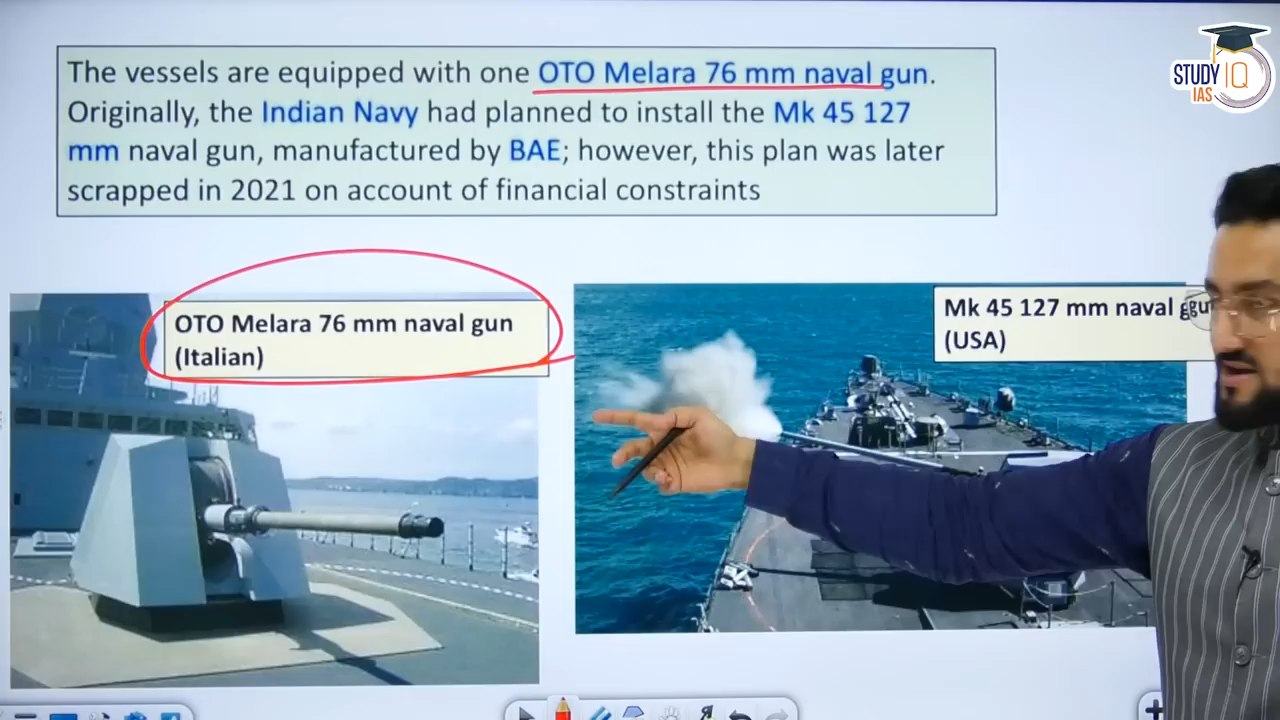 The vessels are equipped with one OTO Melara 76 mm naval gun.
Originally, the Indian Navy had planned to install the Mk 45 127
mm naval gun, manufactured by BAE; however, this plan was later
scrapped in 2021 on account of financial constraints
STUDY IQ
IAS
OTO Melara 76 mm naval gun
(Italian)
Mk 45 127 mm naval gu
(USA)